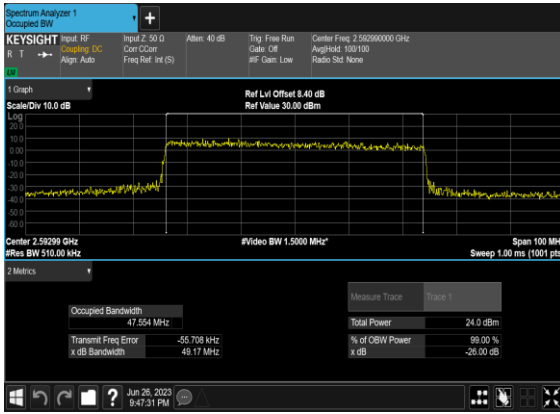 Spectrum Analyzer 1
Occupied BW
KEYSIGHT Input: RF Input Z: 50 Ω Atten: 40 dB Trig: Free Run Center Freq: 2.592990000 GHz
R T Coupling: DC Corr CCorr Gate: Off Avg|Hold: 100/100
Align: Auto Freq Ref: Int (S) #IF Gain: Low Radio Std: None
1 Graph
Ref Lvl Offset 8.40 dB
Scale/Div 10.0 dB Ref Value 30.00 dBm
Log
20.0
10.0
0.00
-10.0
-20.0
-30.0
-40.0
-50.0
-60.0
Center 2.59299 GHz #Video BW 1.5000 MHz* Span 100 MH
#Res BW 510.00 kHz Sweep 1.00 ms (1001 pts
2 Metrics
Measure Trace Trace 1
Occupied Bandwidth
47.554 MHz Total Power 24.0 dBm
Transmit Freq Error -55.708 kHz % of OBW Power 99.00 %
x dB Bandwidth 49.17 MHz x dB -26.00 dB
? Jun 26, 2023
9:47:31 PM